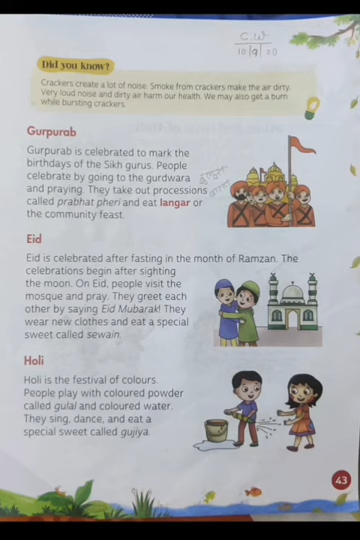 C.W
Did you know?
Crackers create a lot of noise. Smoke from crackers make the air dirty.
Very loud noise and dirty air harm our health. We may also get a burn
while bursting crackers.
Gurpurab
Gurpurab is celebrated to mark the
birthdays of the Sikh gurus. People
celebrate by going to the gurdwara
and praying. They take out processions
called prabhat pheri and eat langar or
the community feast.
Eid
Eid is celebrated after fasting in the month of Ramzan. The
celebrations begin after sighting
the moon. On Eid, people visit the
mosque and pray. They greet each
other by saying Eid Mubarak! They
wear new clothes and eat a special
sweet called sewain.
Holi
Holi is the festival of colours.
People play with coloured powder
called gulal and coloured water.
They sing, dance, and eat a
special sweet called gujiya.
43